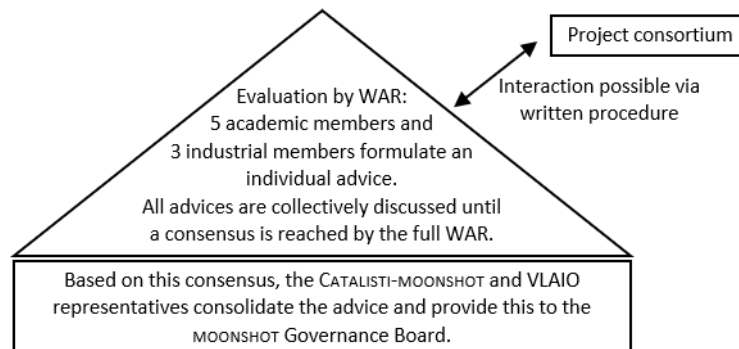 Project consortium
Interaction possible via
written procedure
Evaluation by WAR:
5 academic members and
3 industrial members formulate an
individual advice.
All advices are collectively discussed until
a consensus is reached by the full WAR.
Based on this consensus, the CATALISTI-MOONSHOT and VLAIO
representatives consolidate the advice and provide this to the
MOONSHOT Governance Board.